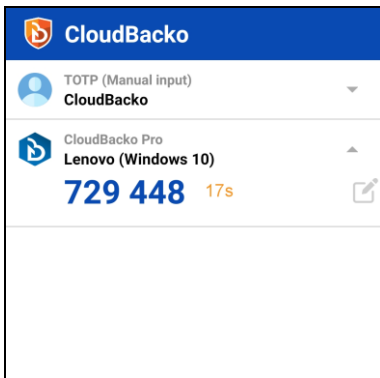 CloudBacko
TOTP (Manual input)
CloudBacko
CloudBacko Pro
Lenovo (Windows 10)
729 448 17s